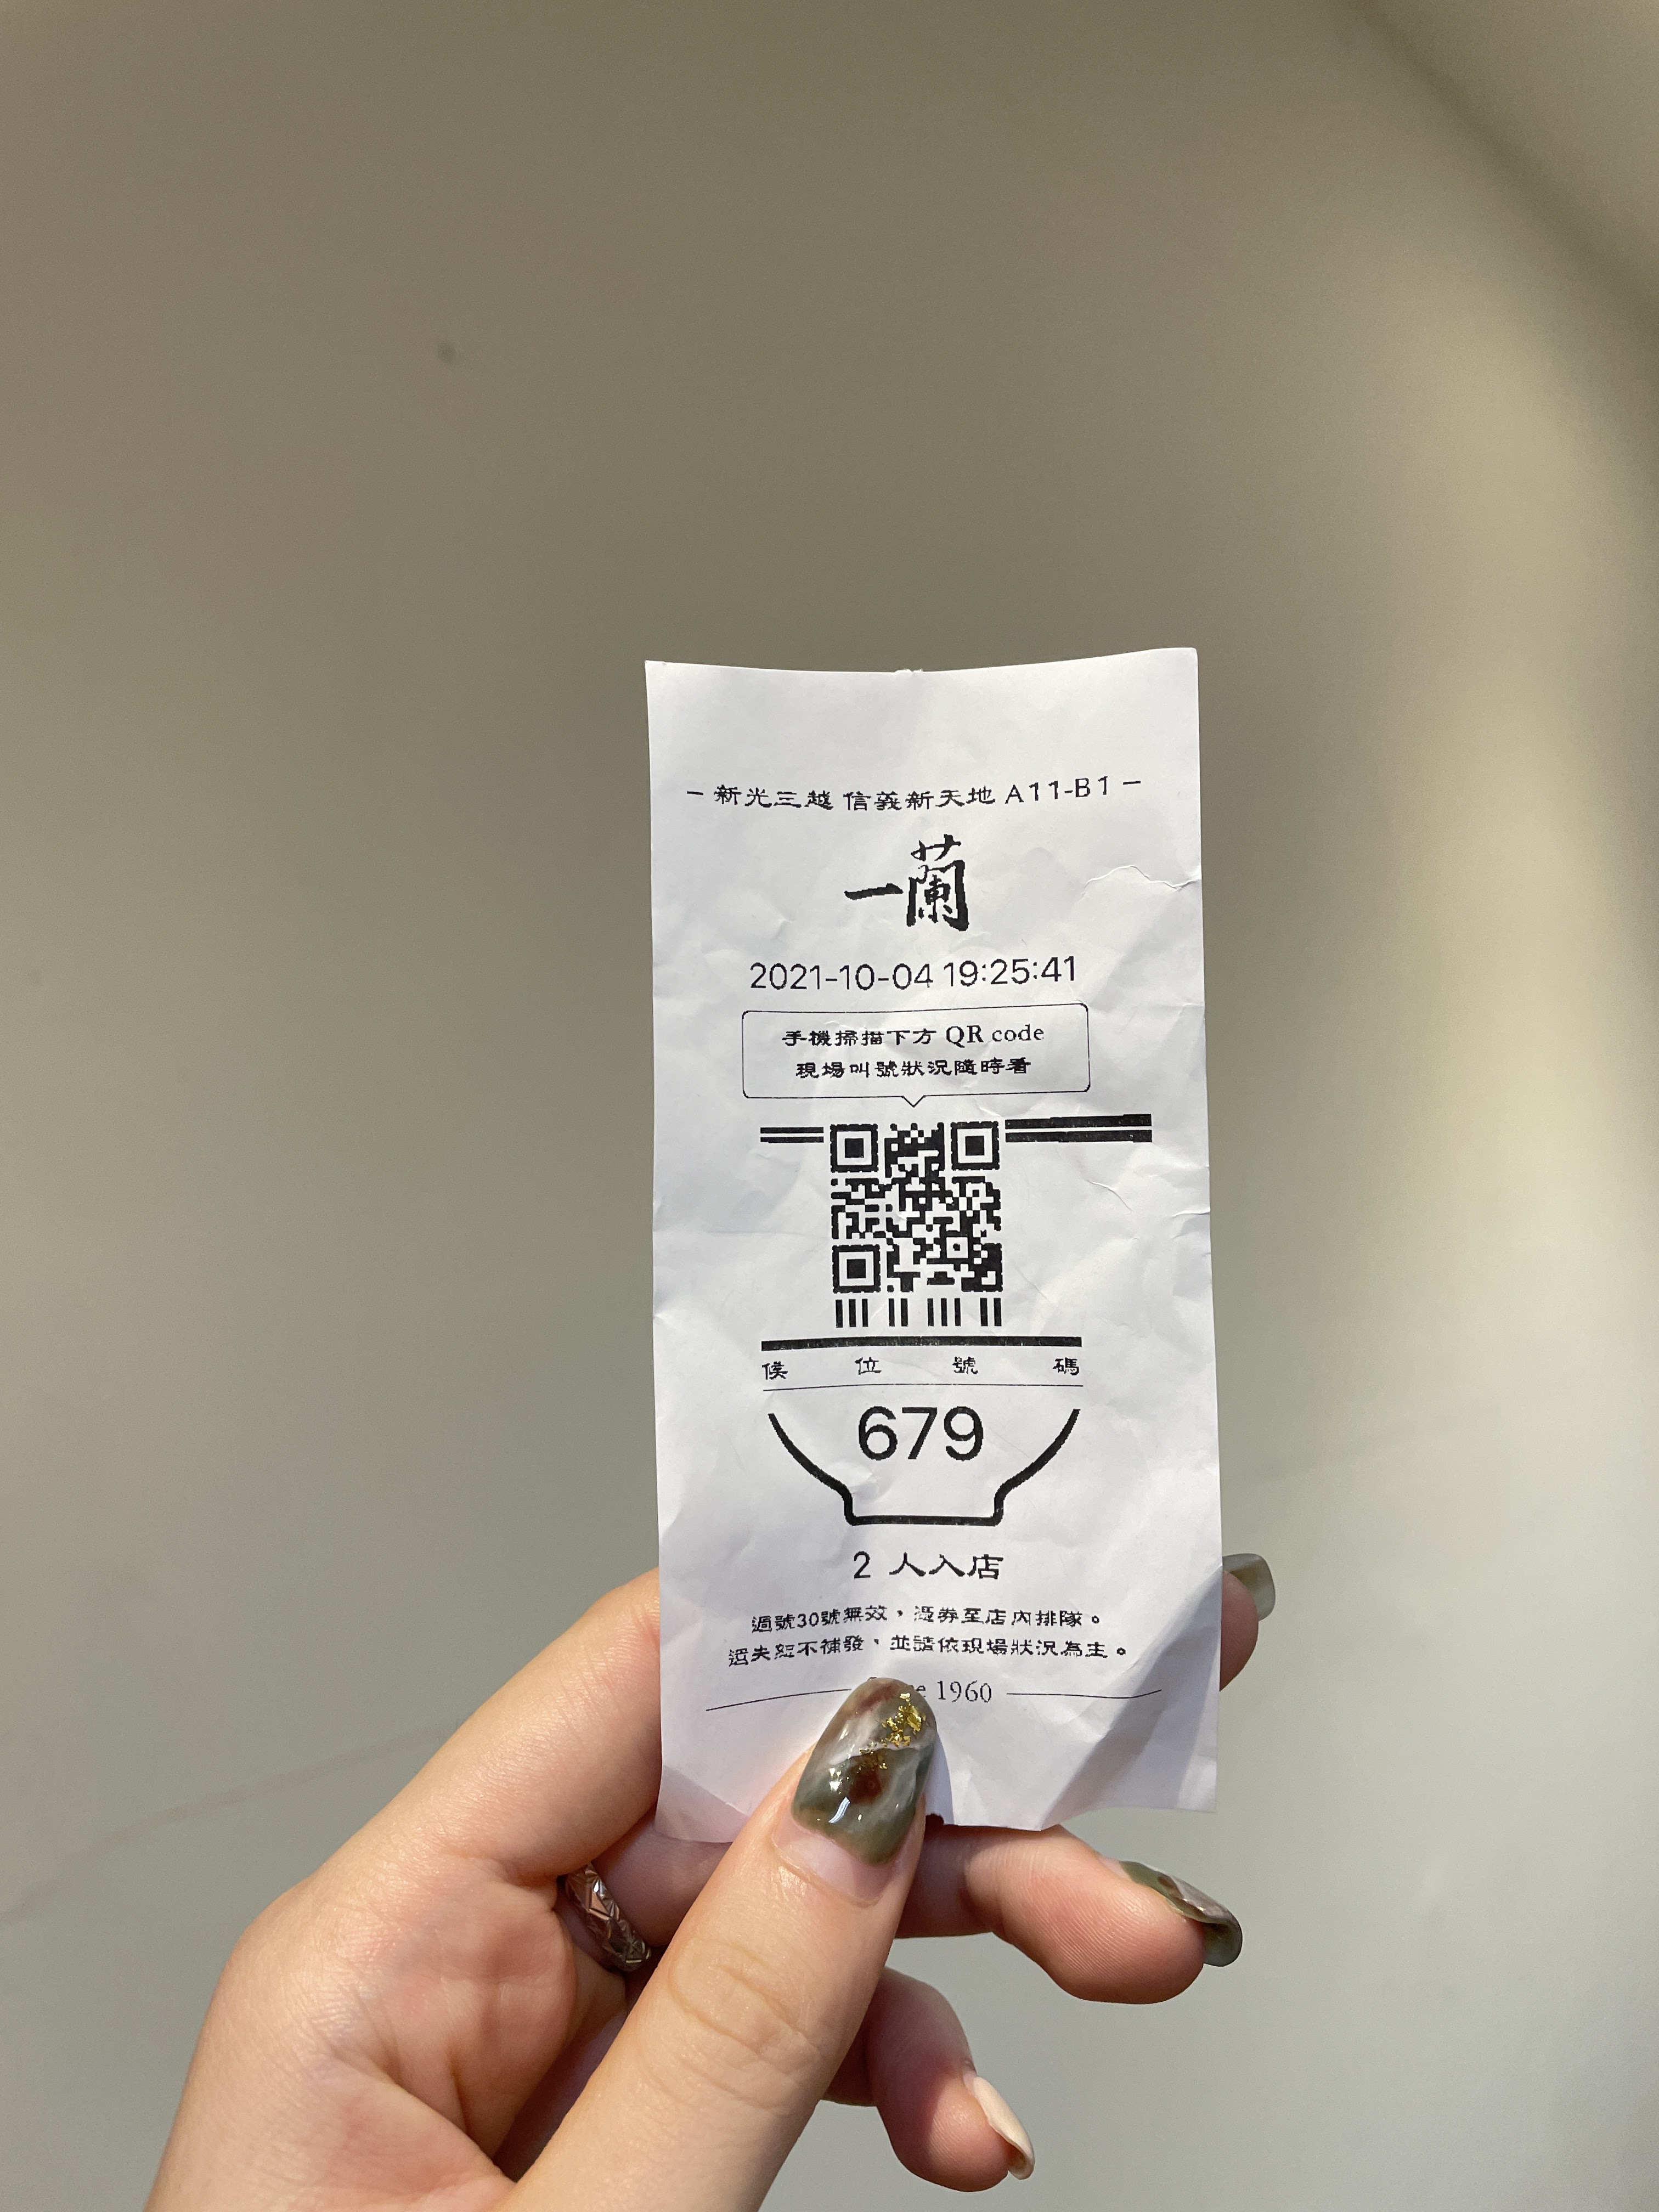 －新光三越 信義新天地 A11-B1－
一蘭
2021-10-04 19:25:41
手機掃描下方 QR code
現場叫號狀況隨時看
候位號碼
679
2 人入店
過號30號無效，憑券至店內排隊。
遺失恕不補發，並請依現場狀況為主。
1960